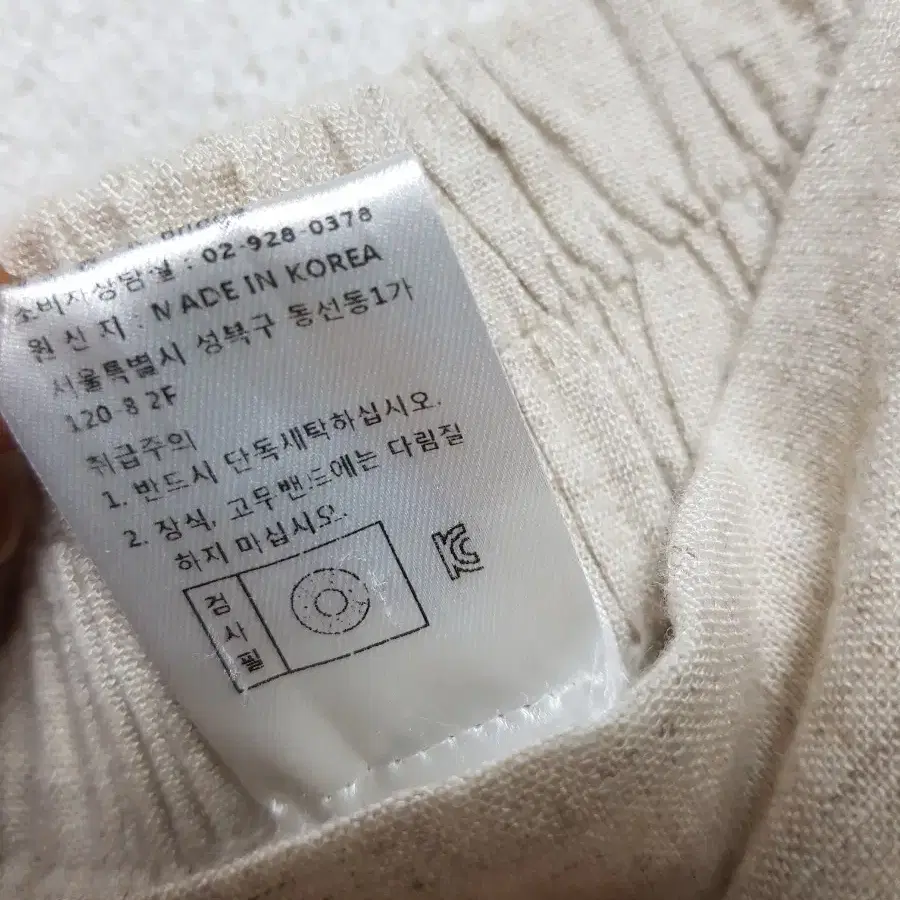 소비자상담실 : 02-928-0378
원 산 지 : MADE IN KOREA
서울특별시 성북구 동선동1가
120-8 2F
취급주의
1. 반드시 단독세탁하십시오.
2. 장식, 고무밴드에는 다림질
하지 마십시오.
검
사
필